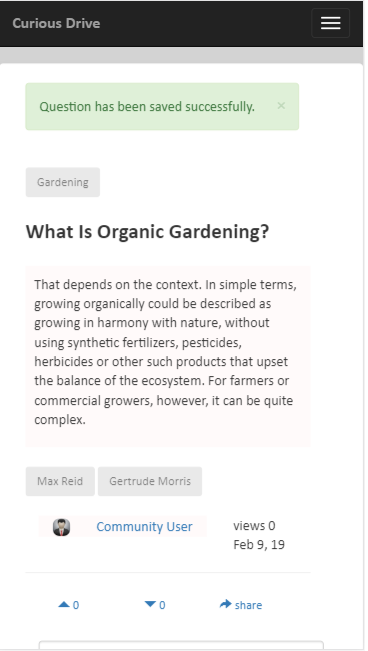 Curious Drive
Question has been saved successfully. ×
Gardening
What Is Organic Gardening?
That depends on the context. In simple terms,
growing organically could be described as
growing in harmony with nature, without
using synthetic fertilizers, pesticides,
herbicides or other such products that upset
the balance of the ecosystem. For farmers or
commercial growers, however, it can be quite
complex.
Max Reid Gertrude Morris
Community User views 0
Feb 9, 19
0 0 share